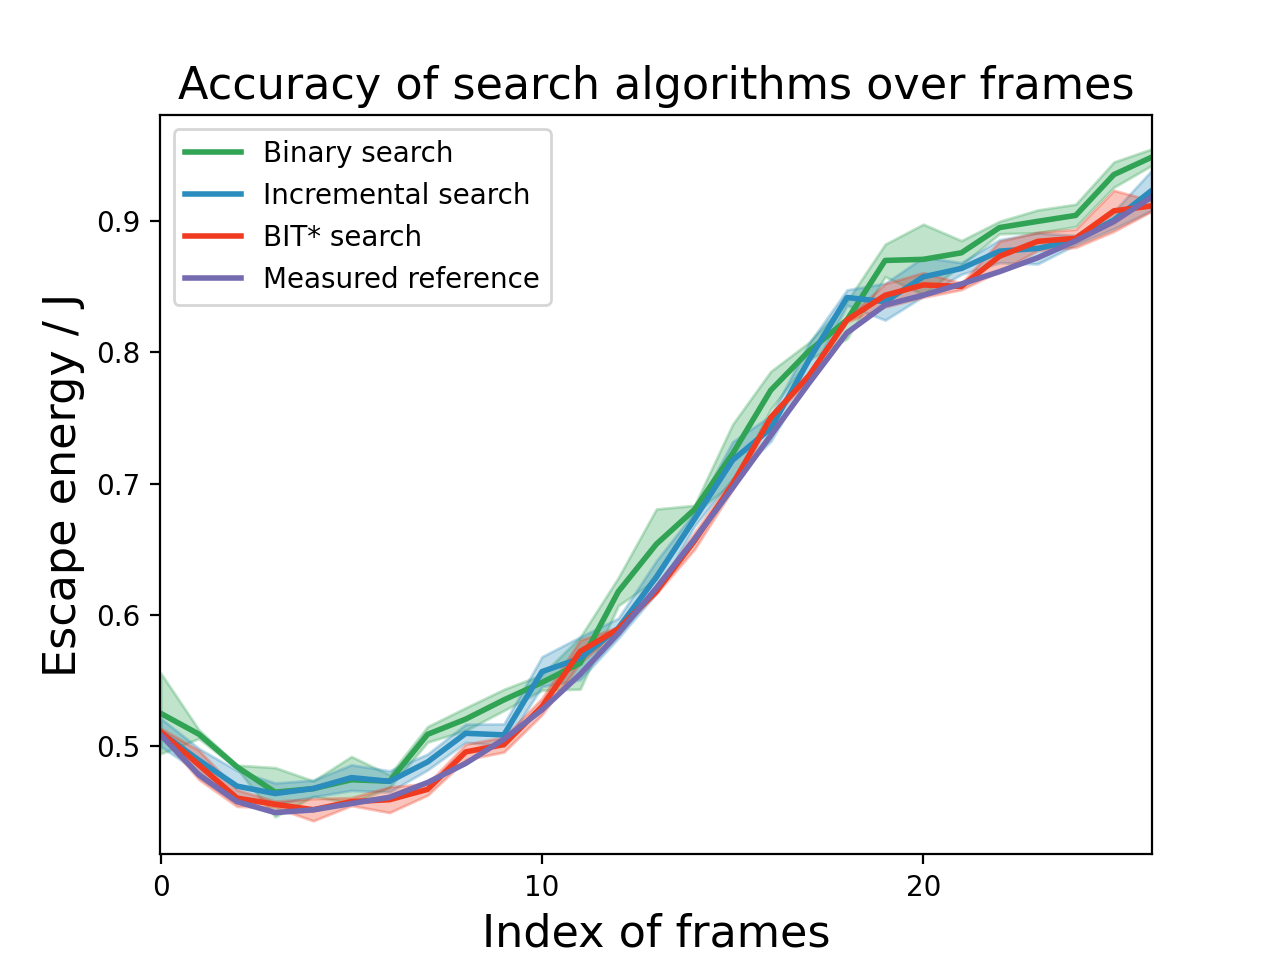 Accuracy of search algorithms over frames
Binary search
Incremental search
BIT* search
Measured reference
Escape energy / J
0.9
0.8
0.7
0.6
0.5
0 10 20
Index of frames